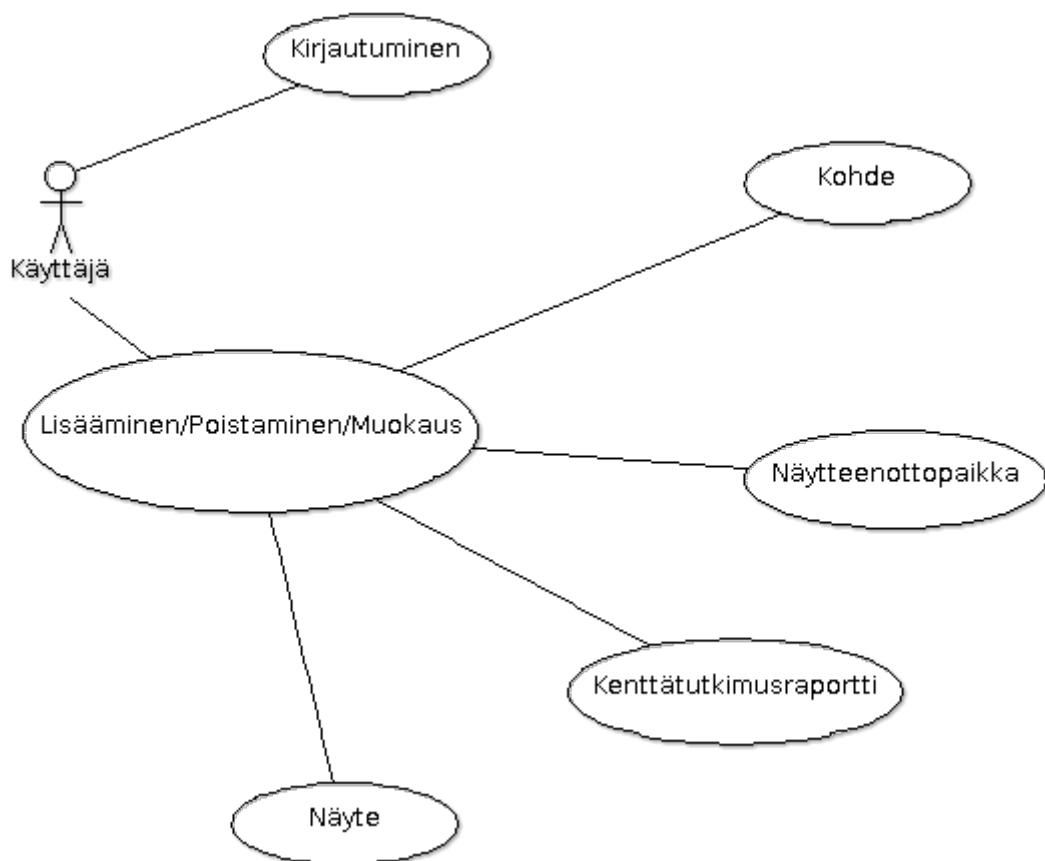 Kirjautuminen
Kohde
Käyttäjä
Lisääminen/Poistaminen/Muokaus
Näytteenottopaikka
Kenttätutkimusraportti
Näyte